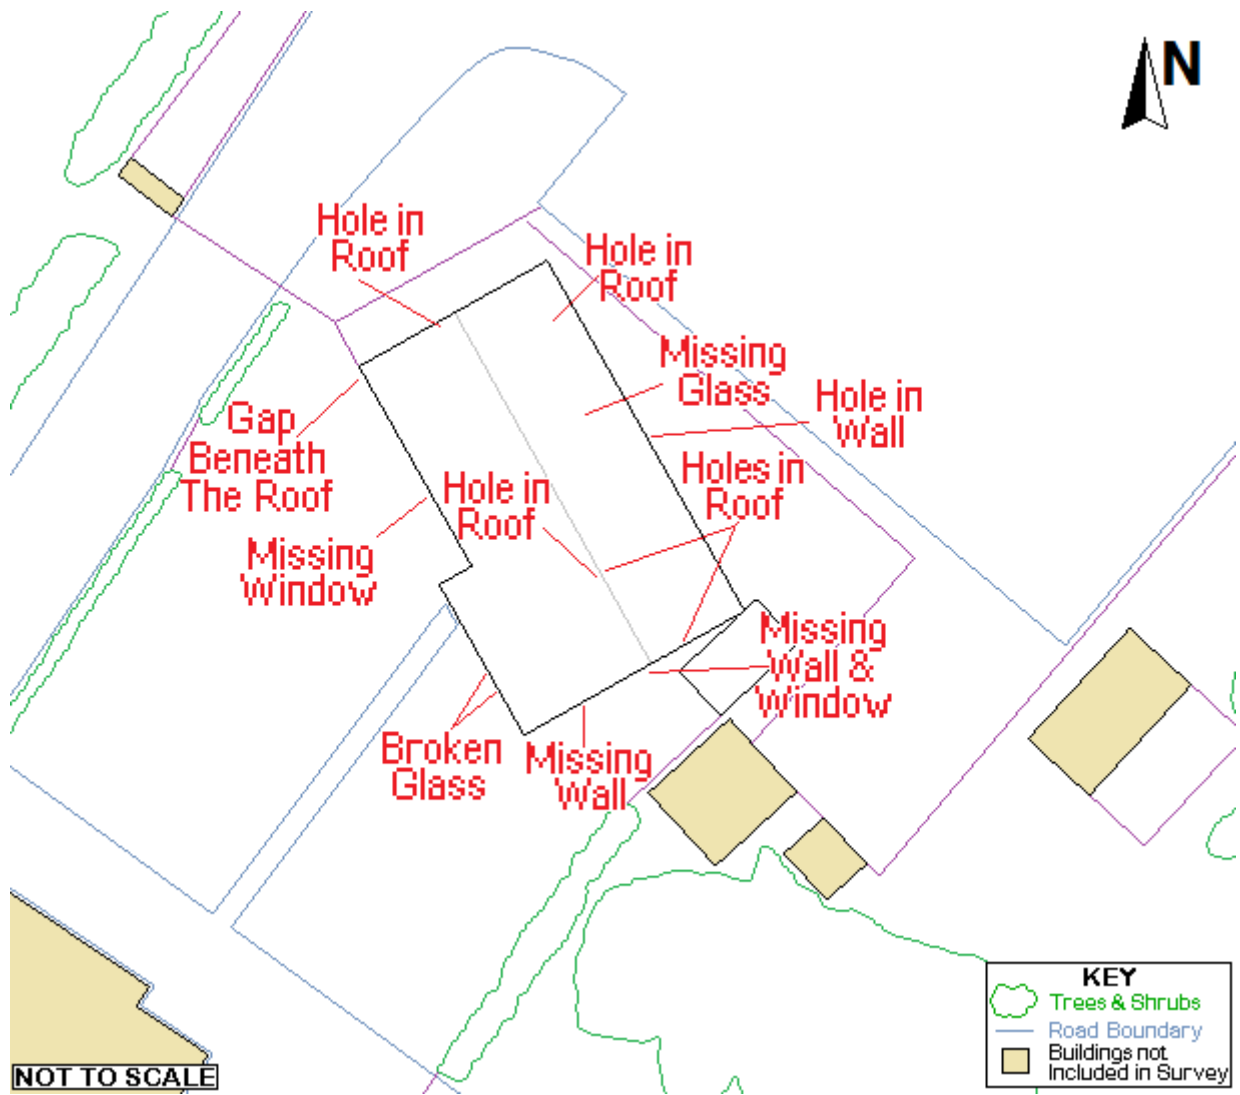 N
Hole in
Roof
Hole in
Roof
Missing
Glass
Hole in
Wall
Gap
Beneath
The Roof
Holes in
Roof
Hole in
Roof
Missing
Window
Missing
Wall &
Window
Broken
Glass
Missing
Wall
KEY
Trees & Shrubs
Road Boundary
Buildings not
Included in Survey
NOT TO SCALE